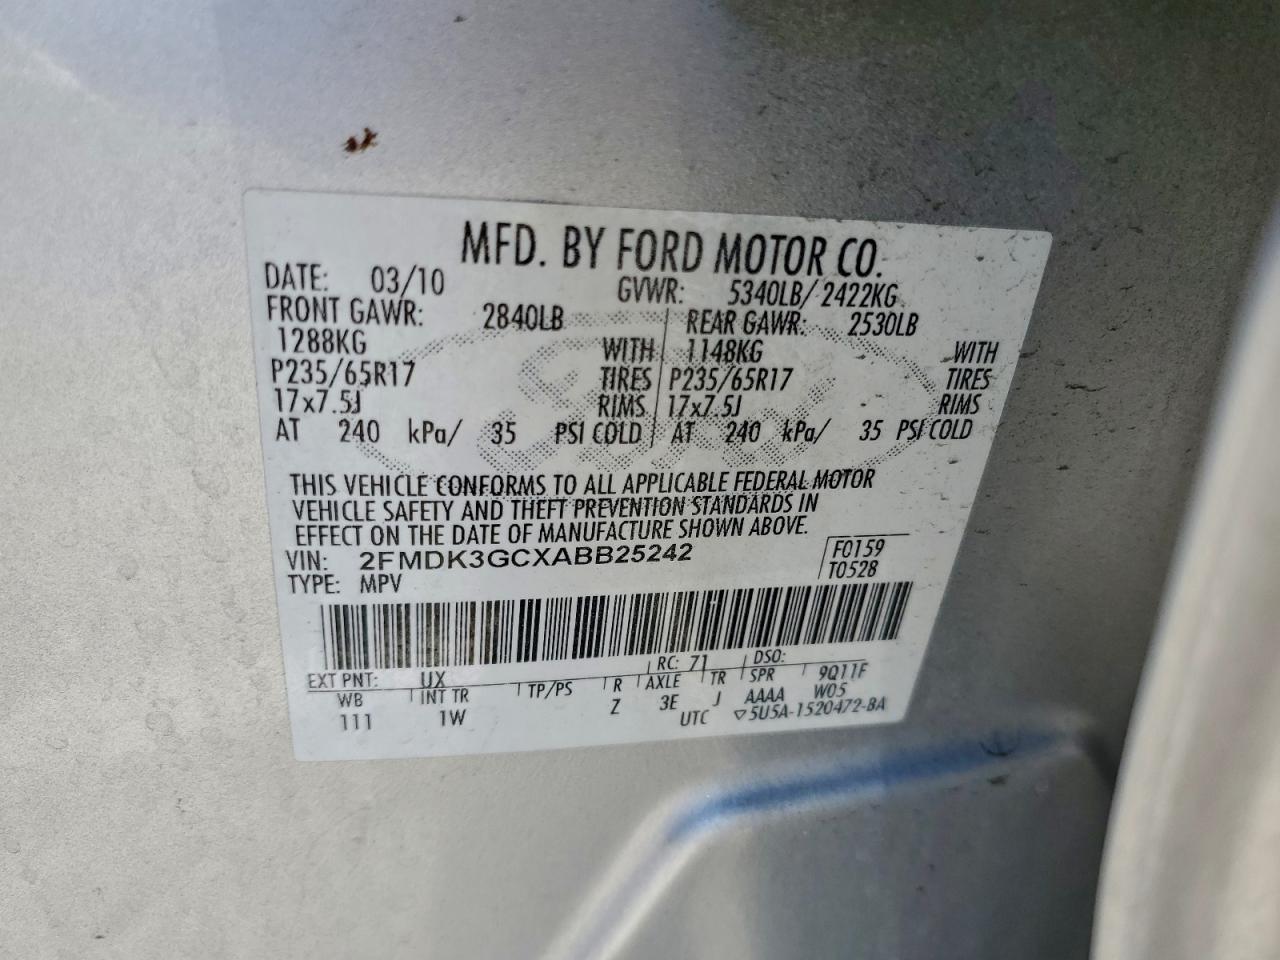 MFD. BY FORD MOTOR CO.
DATE: 03/10 GVWR: 5340LB/ 2422KG
FRONT GAWR: 2840LB REAR GAWR: 2530LB
1288KG WITH 1148KG WITH
P235/65R17 TIRES P235/65R17 TIRES
17x7.5J RIMS 17x7.5J RIMS
AT 240 kPa/ 35 PSI COLD AT 240 kPa/ 35 PSI COLD
THIS VEHICLE CONFORMS TO ALL APPLICABLE FEDERAL MOTOR
VEHICLE SAFETY AND THEFT PREVENTION STANDARDS IN
EFFECT ON THE DATE OF MANUFACTURE SHOWN ABOVE.
VIN: 2FMDK3GCXABB25242 F0159
TYPE: MPV T0528
EXT PNT: UX RC: 71 DSO:
WB INT TR TP/PS R AXLE TR SPR 9Q11F
111 1W Z 3E J AAAA W05
UTC ▽5U5A-1520472-BA
Ford